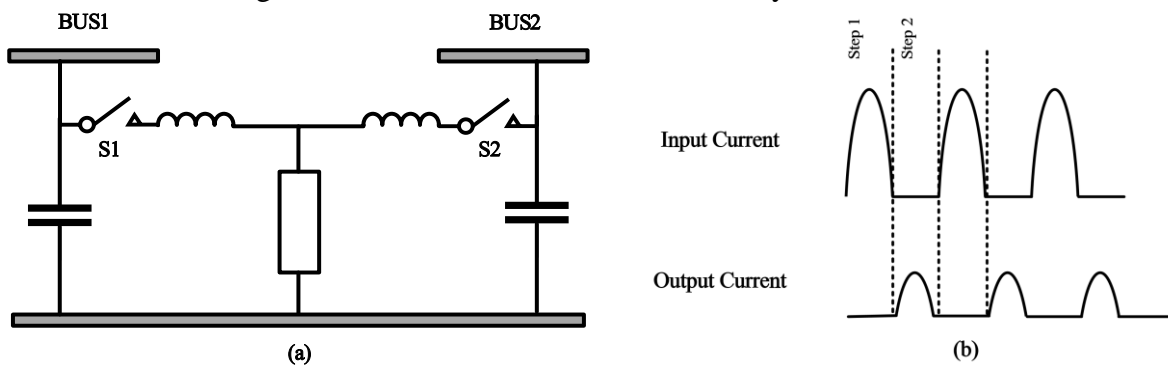 BUS1
BUS2
S1
S2
(a)
Step 1
Step 2
Input Current
Output Current
(b)